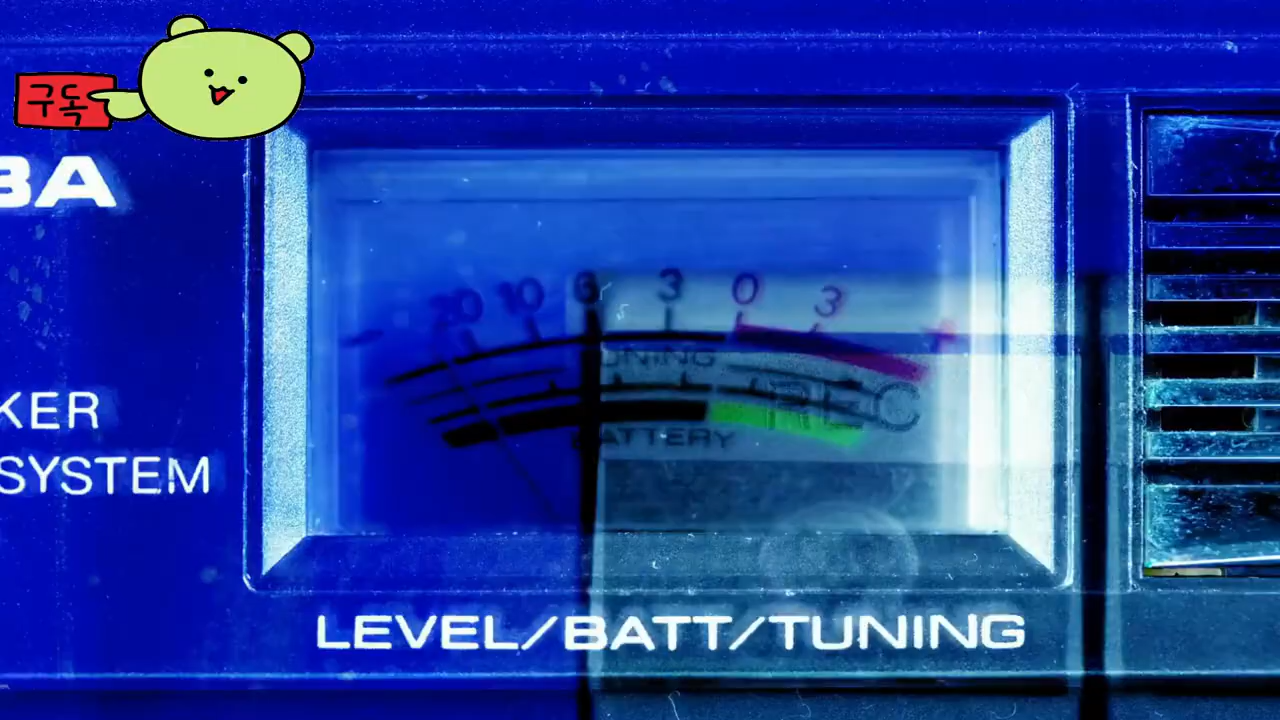 구독
BA
20 10 6 3 0 3 +
TUNING
REC
BATTERY
KER
SYSTEM
LEVEL/BATT/TUNING